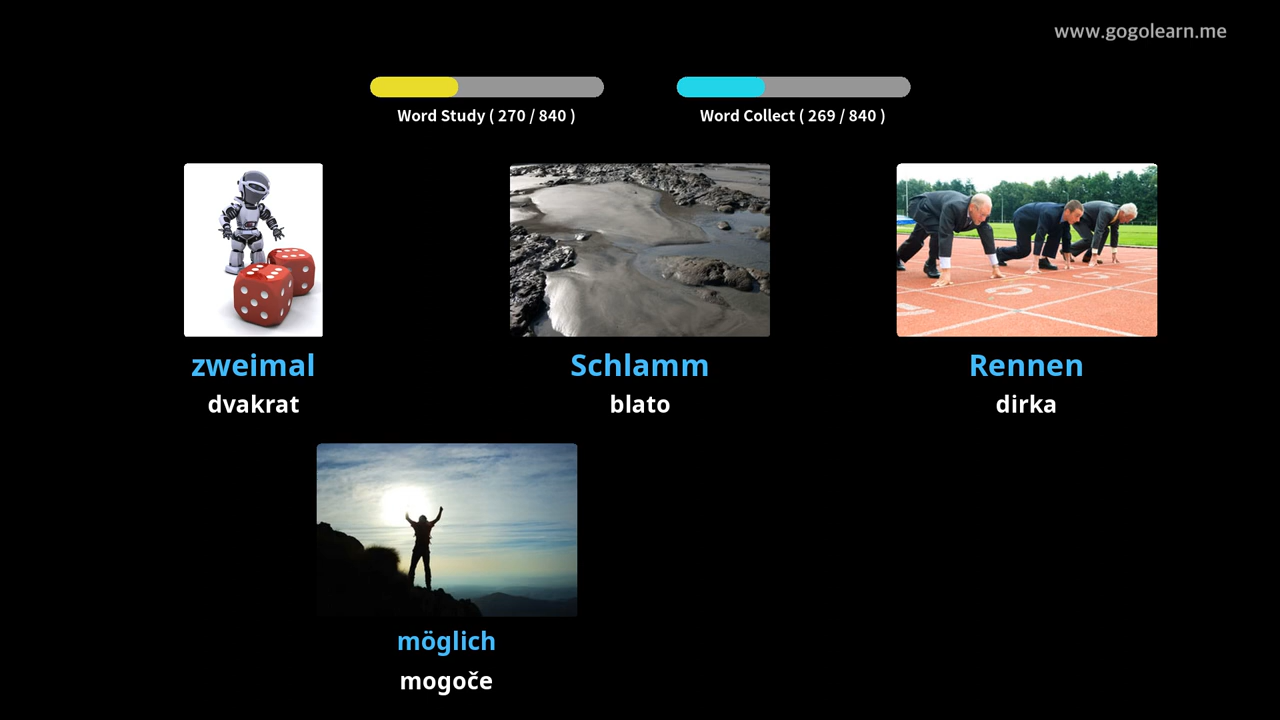 www.gogolearn.me
Word Study ( 270 / 840 )
Word Collect ( 269 / 840 )
zweimal
dvakrat
Schlamm
blato
Rennen
dirka
möglich
mogoče